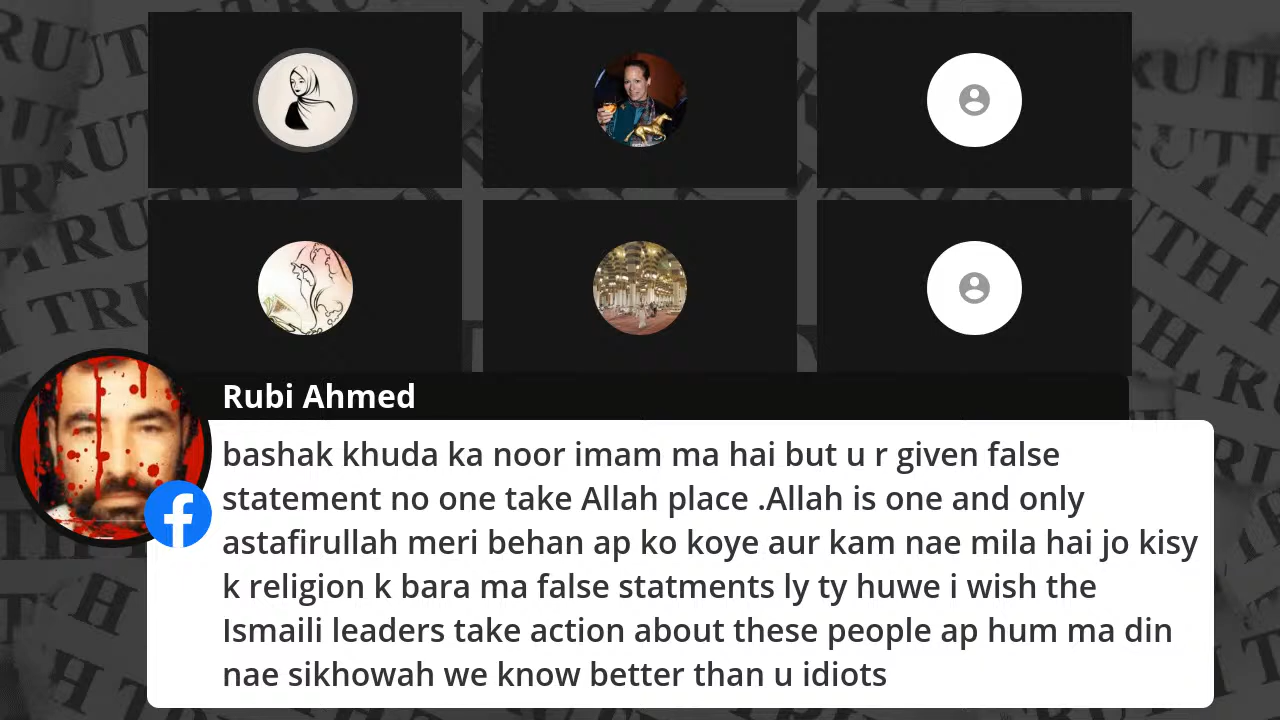 Rubi Ahmed
bashak khuda ka noor imam ma hai but u r given false
statement no one take Allah place .Allah is one and only
astafirullah meri behan ap ko koye aur kam nae mila hai jo kisy
k religion k bara ma false statments ly ty huwe i wish the
Ismaili leaders take action about these people ap hum ma din
nae sikhowah we know better than u idiots